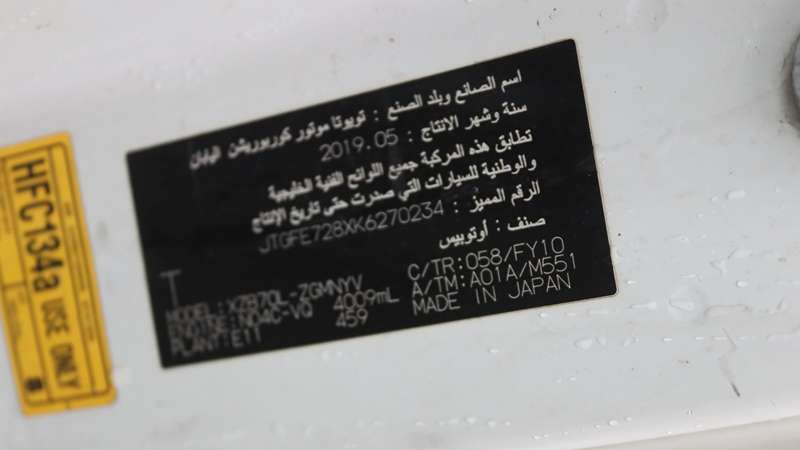 اسم الصانع وبلد الصنع : تويوتا موتور كوربوريشن اليابان
سنة وشهر الانتاج : 2019.05
تطابق هذه المركبة جميع اللوائح الفنية الخليجية
والوطنية للسيارات التي صدرت حتى تاريخ الإنتاج
الرقم المميز : JTGFE728XK6270234
صنف : أوتوبيس
T
C/TR:058/FY10
MODEL:XZB70L-ZGMNYV A/TM:A01A/M551
ENGINE:N04C-VQ 4009mL MADE IN JAPAN
PLANT:E11 459
HFC134a USE ONLY